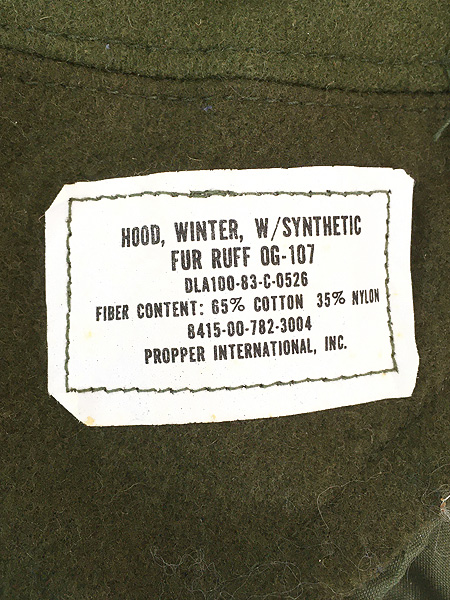 HOOD, WINTER, W/SYNTHETIC
FUR RUFF OG-107
DLA100-83-C-0526
FIBER CONTENT: 65% COTTON 35% NYLON
8415-00-782-3004
PROPPER INTERNATIONAL, INC.